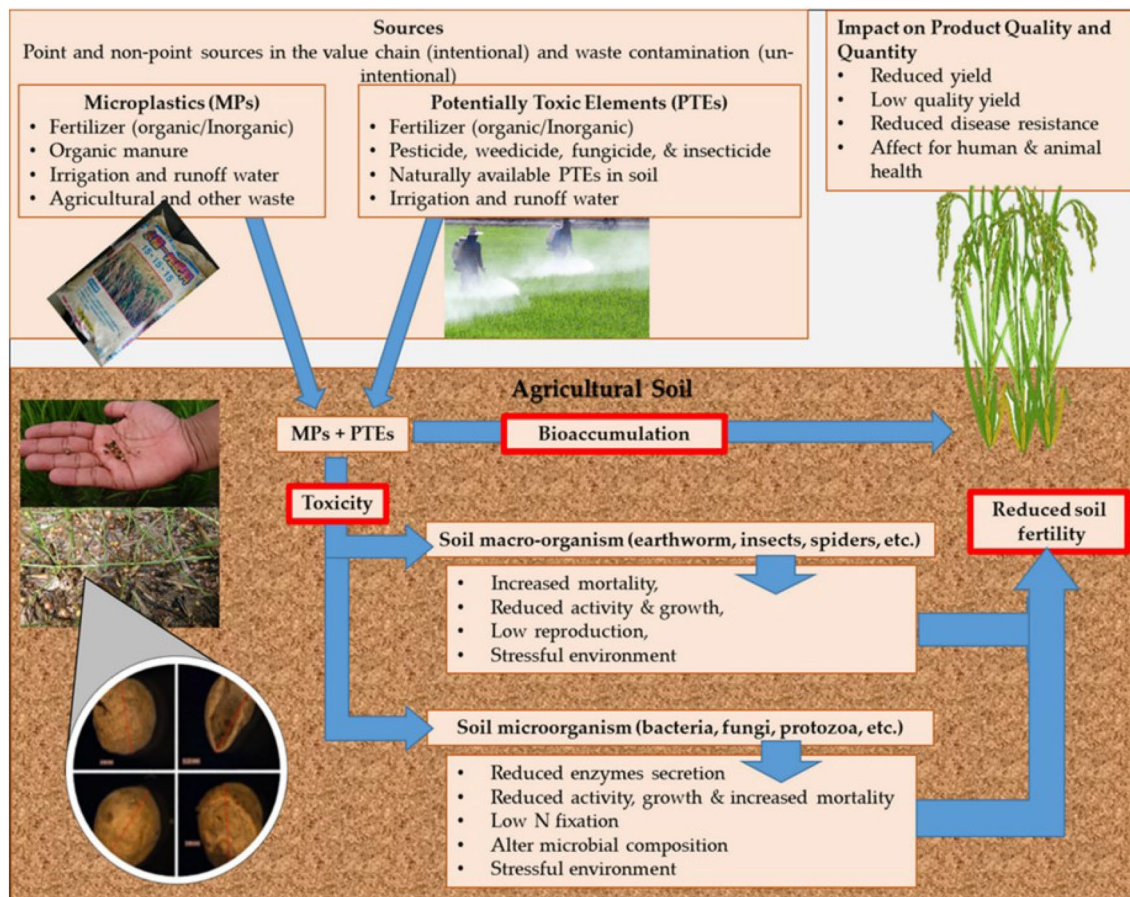 Sources
Point and non-point sources in the value chain (intentional) and waste contamination (un-
intentional)
Microplastics (MPs)
• Fertilizer (organic/Inorganic)
• Organic manure
• Irrigation and runoff water
• Agricultural and other waste
Potentially Toxic Elements (PTEs)
• Fertilizer (organic/Inorganic)
• Pesticide, weedicide, fungicide, & insecticide
• Naturally available PTEs in soil
• Irrigation and runoff water
Impact on Product Quality and
Quantity
• Reduced yield
• Low quality yield
• Reduced disease resistance
• Affect for human & animal
health
15-15-15
Agricultural Soil
MPs + PTEs
Bioaccumulation
Toxicity
Reduced soil
fertility
Soil macro-organism (earthworm, insects, spiders, etc.)
• Increased mortality,
• Reduced activity & growth,
• Low reproduction,
• Stressful environment
Soil microorganism (bacteria, fungi, protozoa, etc.)
• Reduced enzymes secretion
• Reduced activity, growth & increased mortality
• Low N fixation
• Alter microbial composition
• Stressful environment